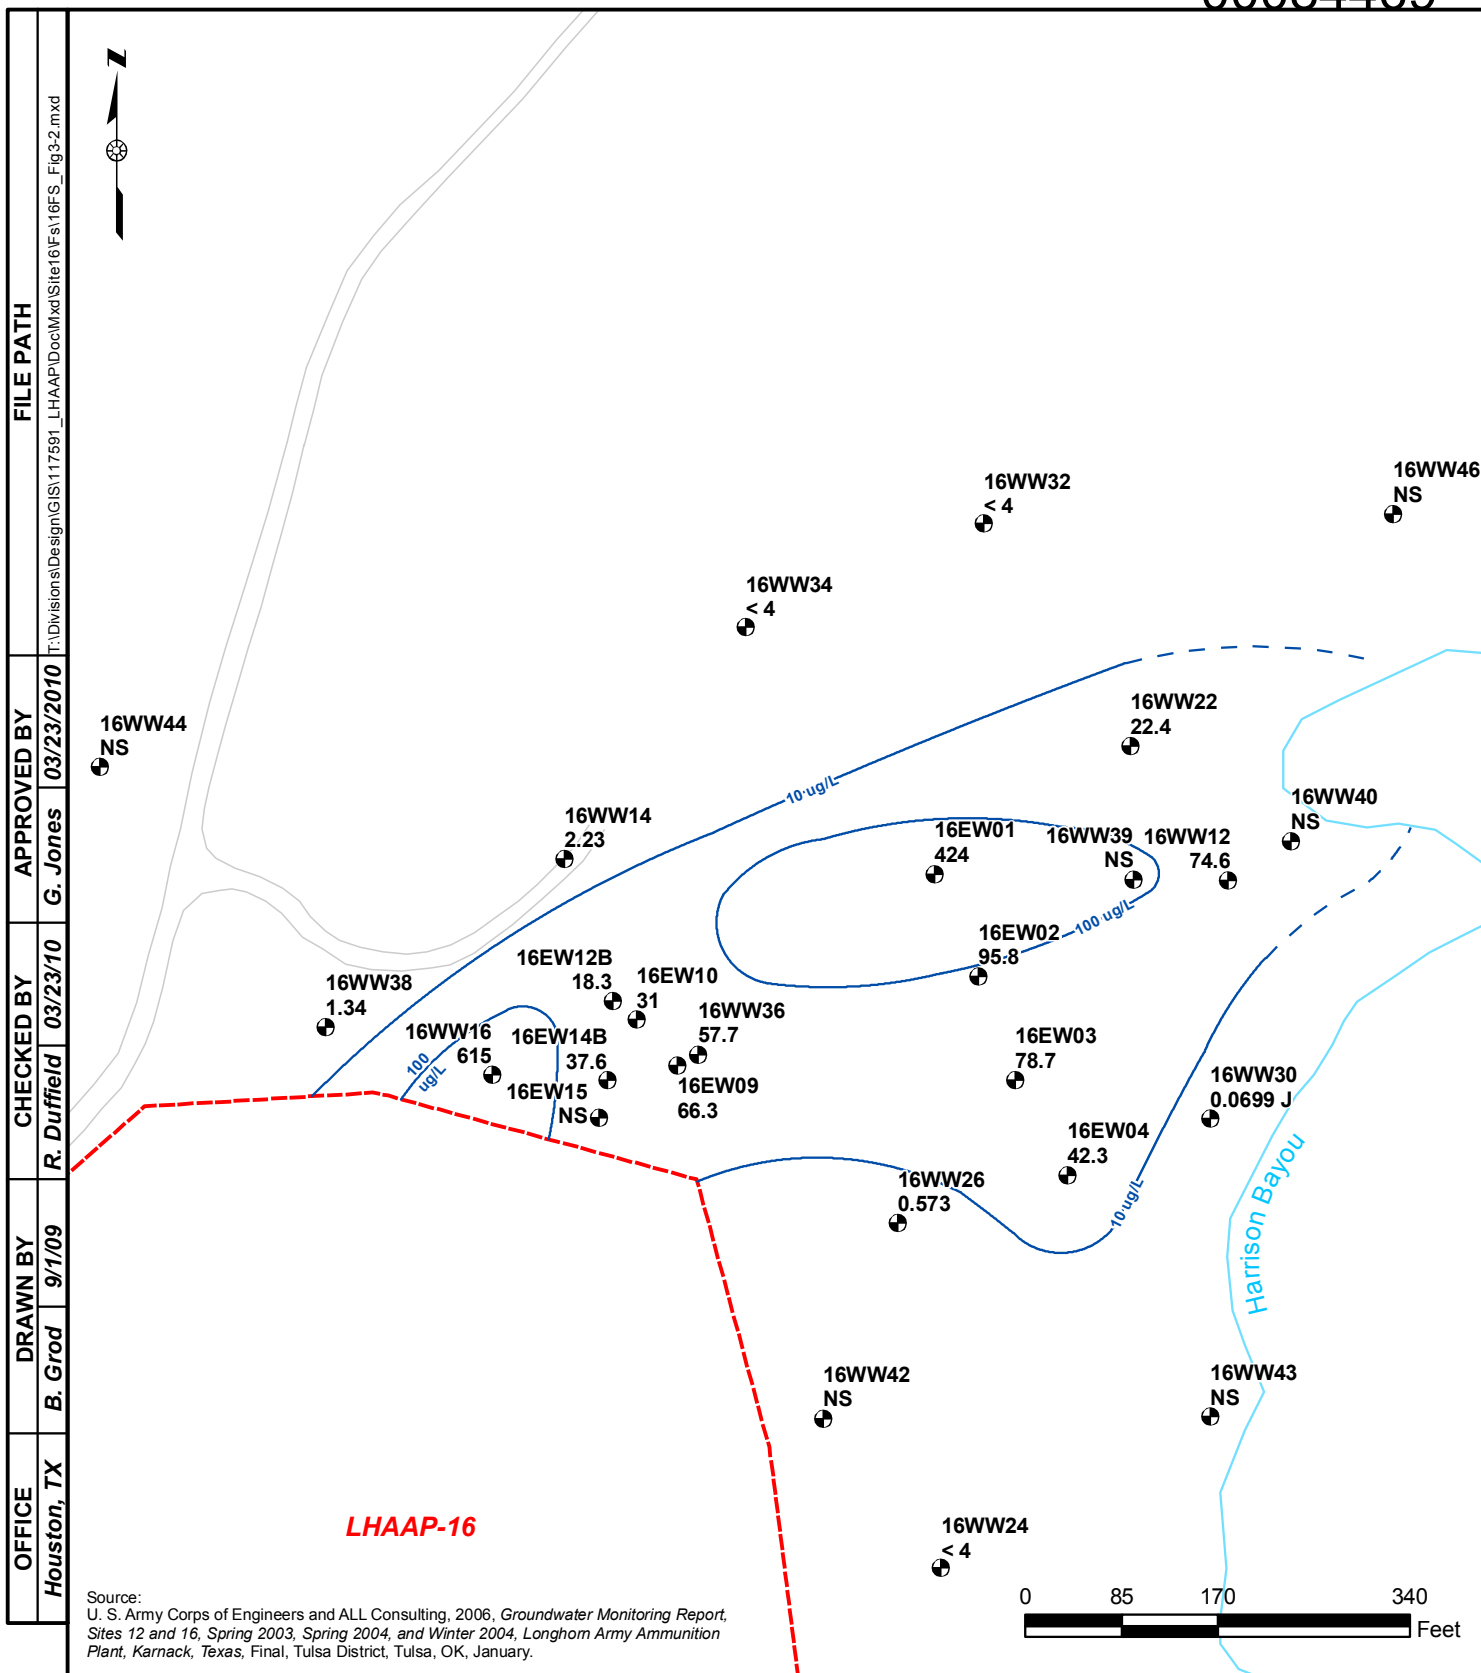 FILE PATH
T:\Divisions\Design\GIS\117591_LHAAP\Doc\Mxd\Site16\Fs\16FS_Fig3-2.mxd
APPROVED BY
G. Jones 03/23/2010
CHECKED BY
R. Duffield 03/23/10
DRAWN BY
B. Grod 9/1/09
OFFICE
Houston, TX
z
16WW46
NS
16WW32
< 4
16WW34
< 4
16WW44
NS
16WW22
22.4
10 ug/L
16WW40
NS
16WW14
2.23
16EW01
424
16WW39
NS
16WW12
74.6
100 ug/L
16EW02
95.8
16EW12B
18.3
16EW10
31
16WW38
1.34
16WW36
57.7
16WW16
615
100
ug/L
16EW14B
37.6
16EW03
78.7
16EW15
NS
16EW09
66.3
16WW30
0.0699 J
16EW04
42.3
16WW26
0.573
10 ug/L
Harrison Bayou
16WW42
NS
16WW43
NS
LHAAP-16
16WW24
< 4
Source:
U. S. Army Corps of Engineers and ALL Consulting, 2006, Groundwater Monitoring Report,
Sites 12 and 16, Spring 2003, Spring 2004, and Winter 2004, Longhorn Army Ammunition
Plant, Karnack, Texas, Final, Tulsa District, Tulsa, OK, January.
0 85 170 340
Feet